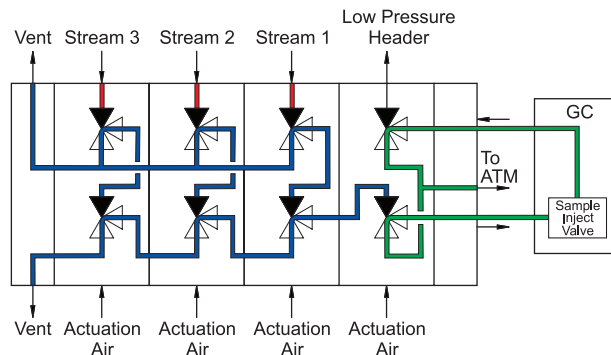 Vent
Stream 3
Stream 2
Stream 1
Low Pressure
Header
GC
To
ATM
Sample
Inject
Valve
Vent
Actuation
Air
Actuation
Air
Actuation
Air
Actuation
Air